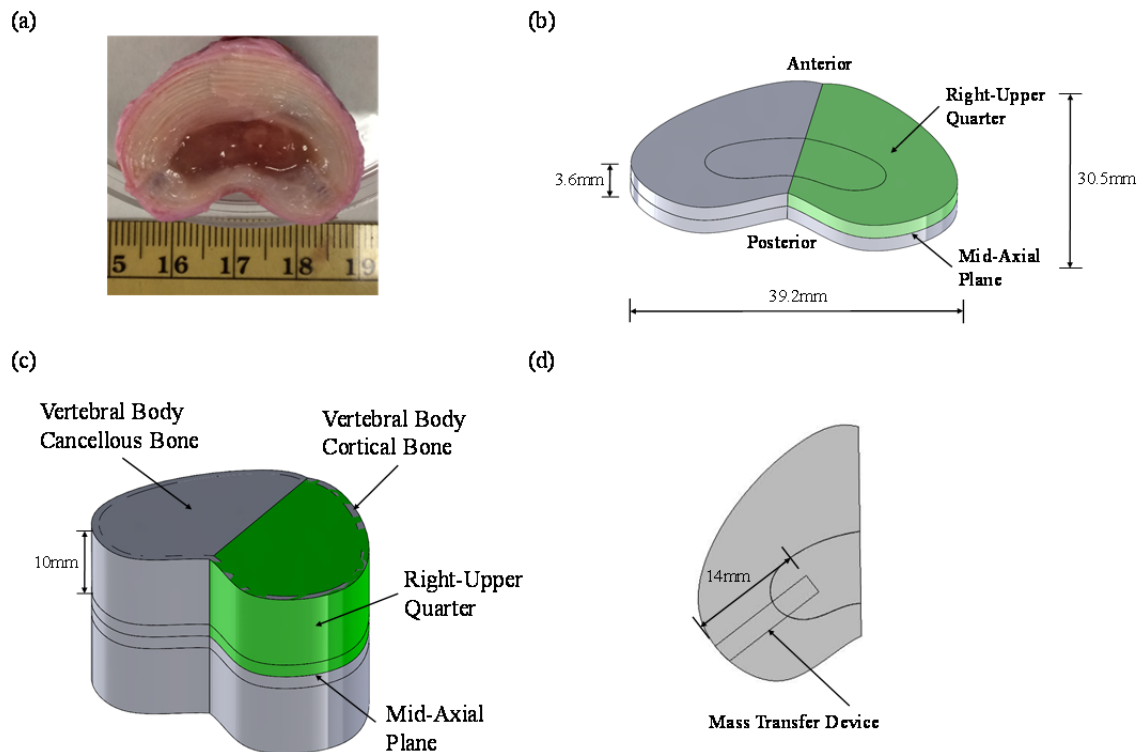 (a)
5 16 17 18 19
(b)
Anterior
Right-Upper
Quarter
3.6mm
30.5mm
Posterior
Mid-Axial
Plane
39.2mm
(c)
Vertebral Body
Cancellous Bone
Vertebral Body
Cortical Bone
10mm
Right-Upper
Quarter
Mid-Axial
Plane
(d)
14mm
Mass Transfer Device